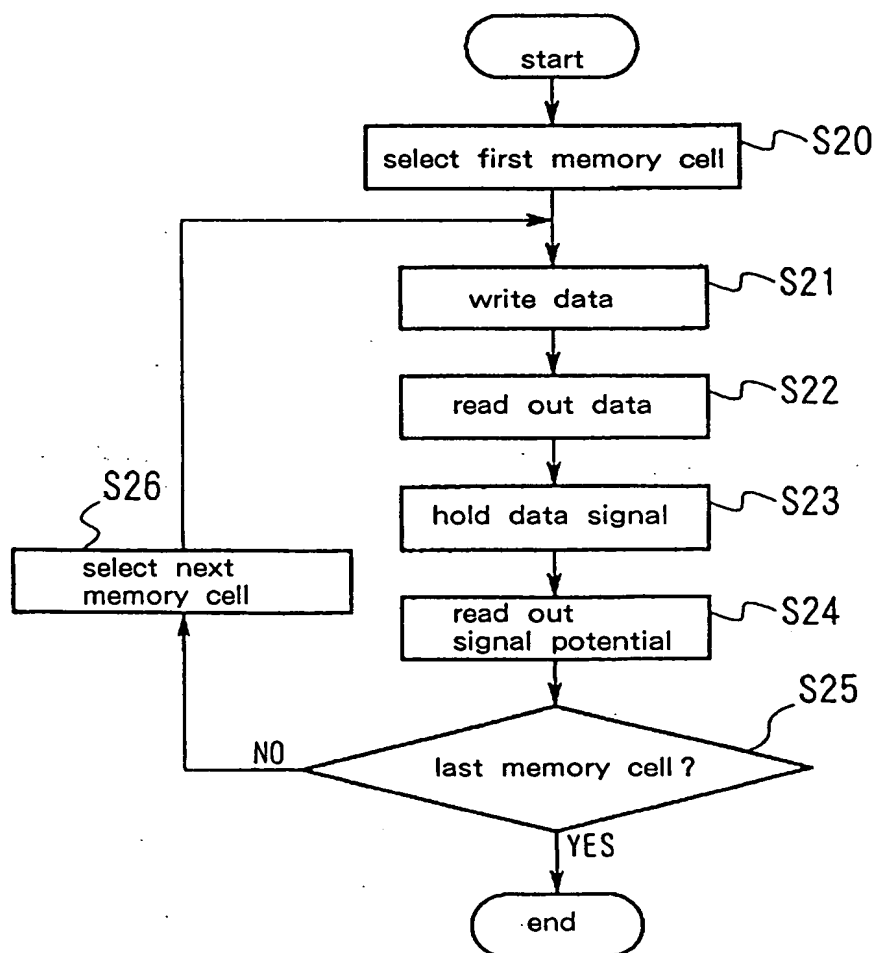 start
select first memory cell
S20
write data
S21
read out data
S22
hold data signal
S23
S26
select next
memory cell
read out
signal potential
S24
S25
last memory cell?
NO
YES
end